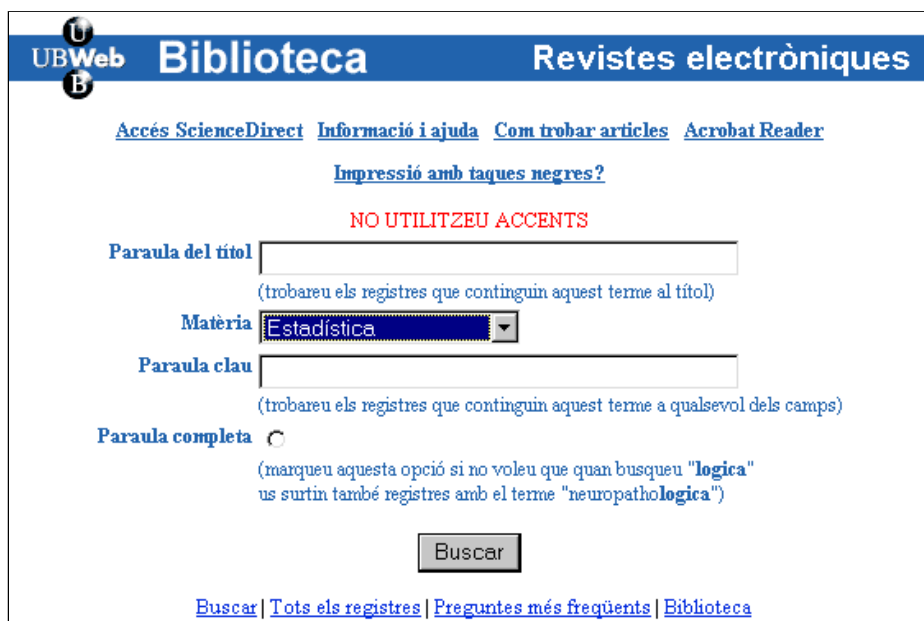 U
UBWeb Biblioteca Revistes electròniques
B
Accés ScienceDirect Informació i ajuda Com trobar articles Acrobat Reader
Impressió amb taques negres?
NO UTILITZEU ACCENTS
Paraula del títol
(trobareu els registres que continguin aquest terme al títol)
Matèria Estadística
Paraula clau
(trobareu els registres que continguin aquest terme a qualsevol dels camps)
Paraula completa
(marqueu aquesta opció si no voleu que quan busqueu "logica"
us surtin també registres amb el terme "neuropathologica")
Buscar
Buscar | Tots els registres | Preguntes més freqüents | Biblioteca